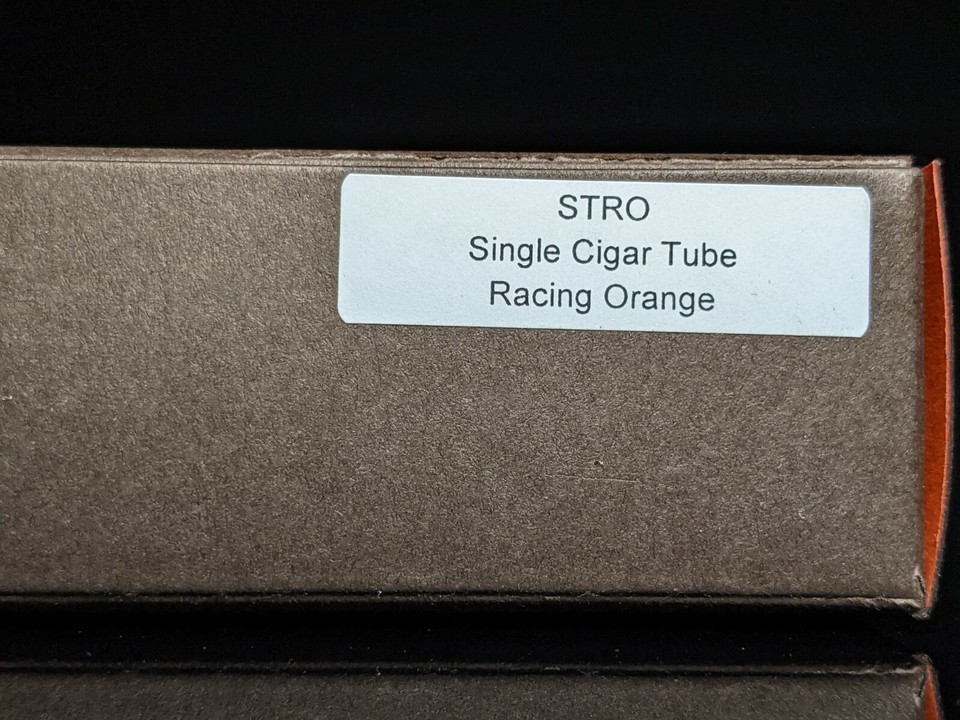 STRO
Single Cigar Tube
Racing Orange